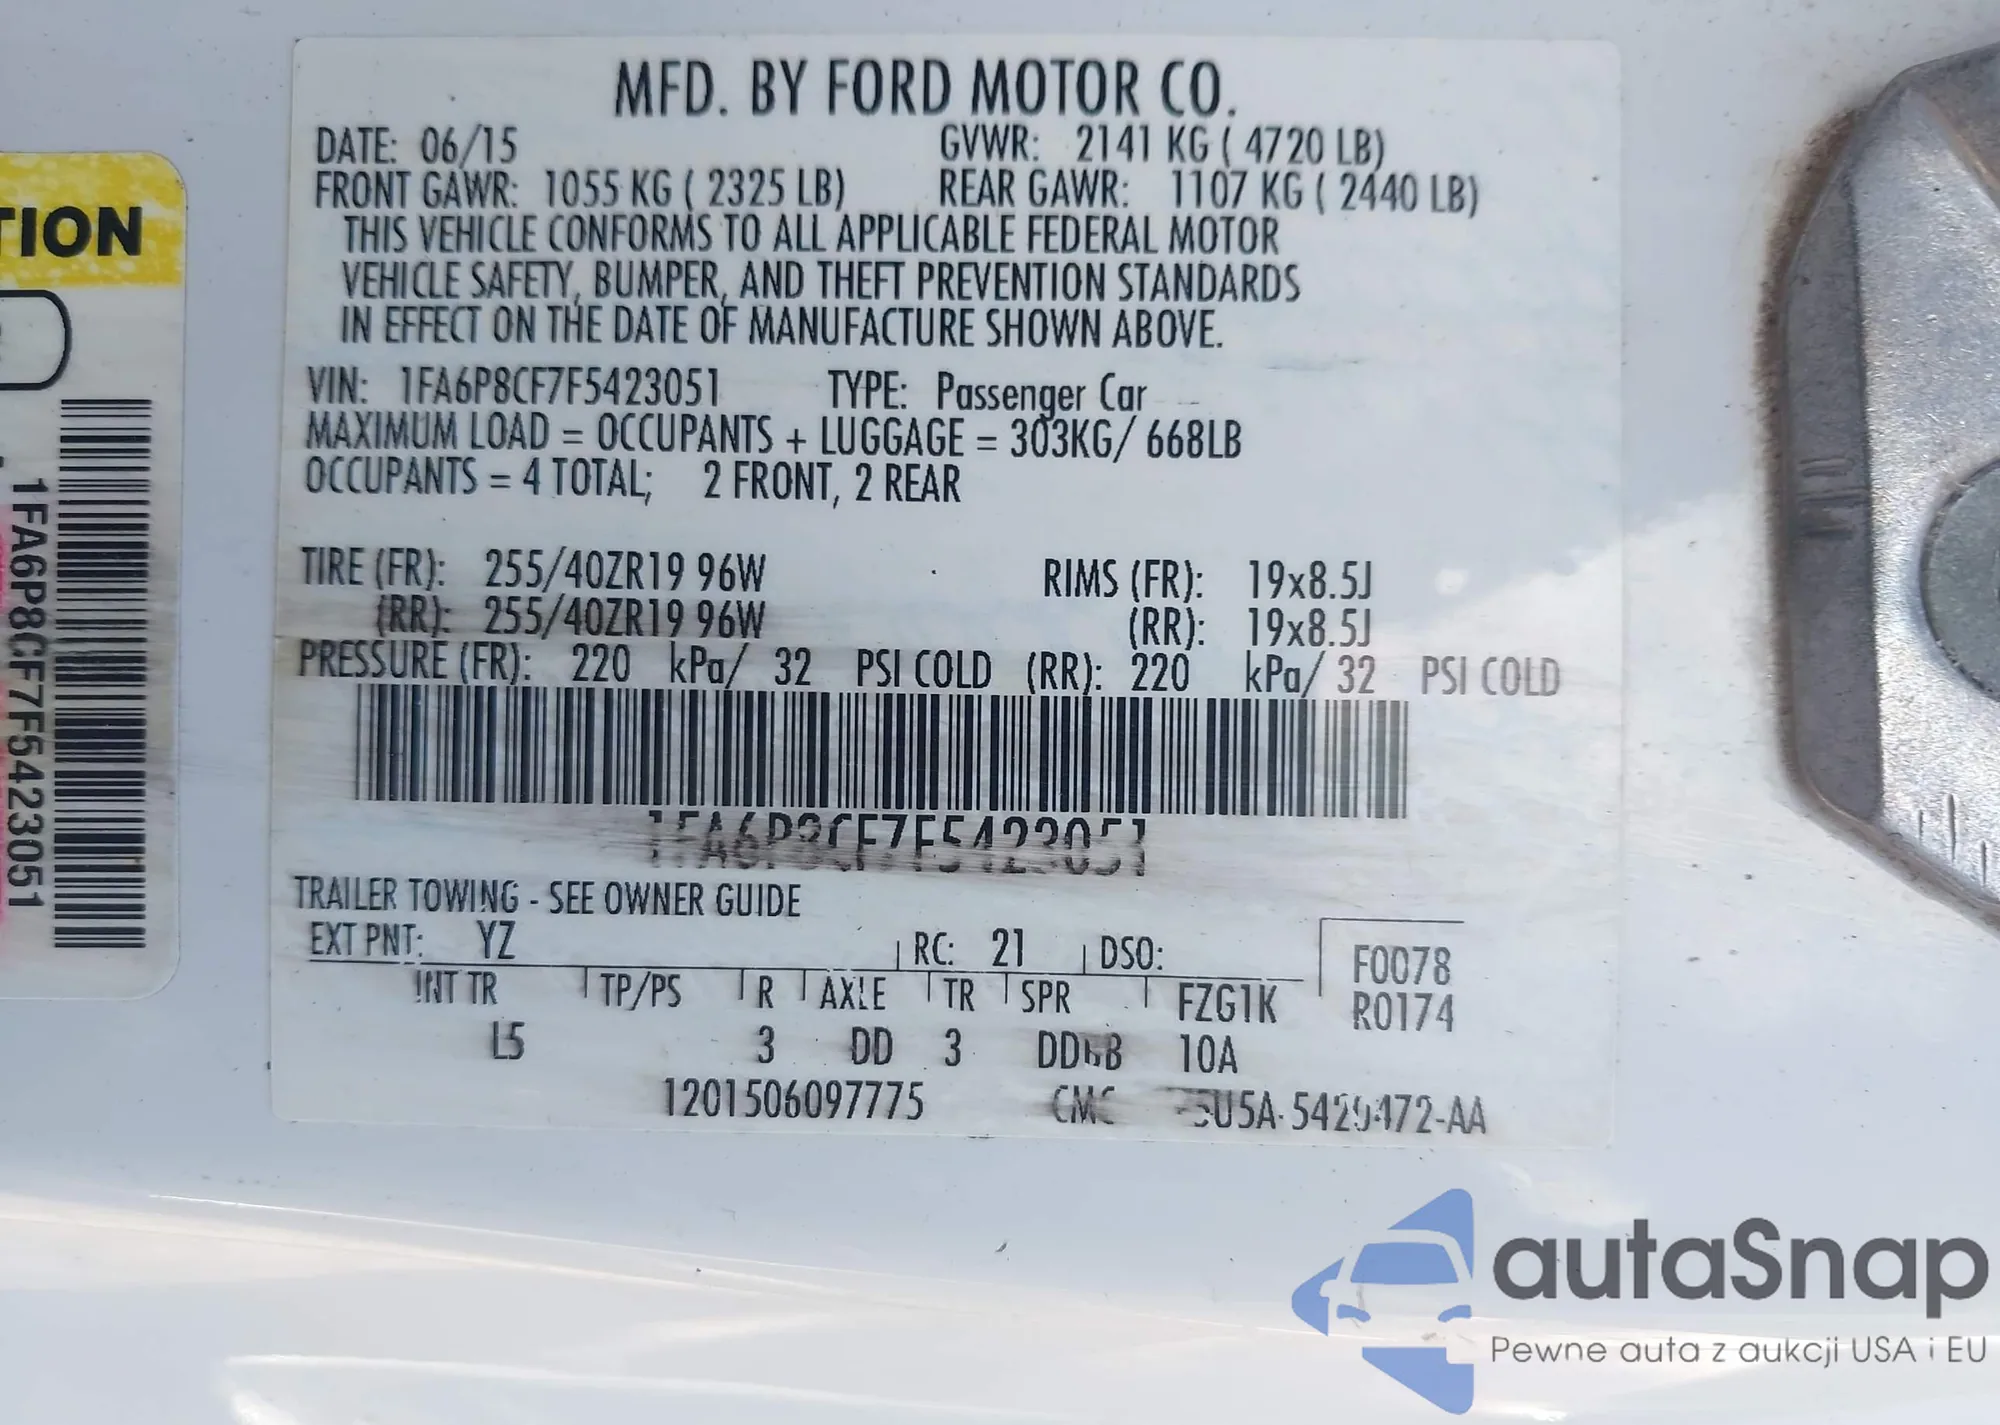 MFD. BY FORD MOTOR CO.
DATE: 06/15 GVWR: 2141 KG ( 4720 LB)
FRONT GAWR: 1055 KG ( 2325 LB) REAR GAWR: 1107 KG ( 2440 LB)
THIS VEHICLE CONFORMS TO ALL APPLICABLE FEDERAL MOTOR
VEHICLE SAFETY, BUMPER, AND THEFT PREVENTION STANDARDS
IN EFFECT ON THE DATE OF MANUFACTURE SHOWN ABOVE.
VIN: 1FA6P8CF7F5423051 TYPE: Passenger Car
MAXIMUM LOAD = OCCUPANTS + LUGGAGE = 303KG/ 668LB
OCCUPANTS = 4 TOTAL; 2 FRONT, 2 REAR
TIRE (FR): 255/40ZR19 96W RIMS (FR): 19x8.5J
(RR): 255/40ZR19 96W (RR): 19x8.5J
PRESSURE (FR): 220 kPa/ 32 PSI COLD (RR): 220 kPa/ 32 PSI COLD
1FA6P8CF7F5423051
TRAILER TOWING - SEE OWNER GUIDE
EXT PNT: YZ RC: 21 DSO:
F0078
R0174
INT TR TP/PS R AXLE TR SPR FZG1K
L5 3 DD 3 10A
1201506097775
TION
1FA6P8CF7F5423051
autaSnap
Pewne auta z aukcji USA i EU